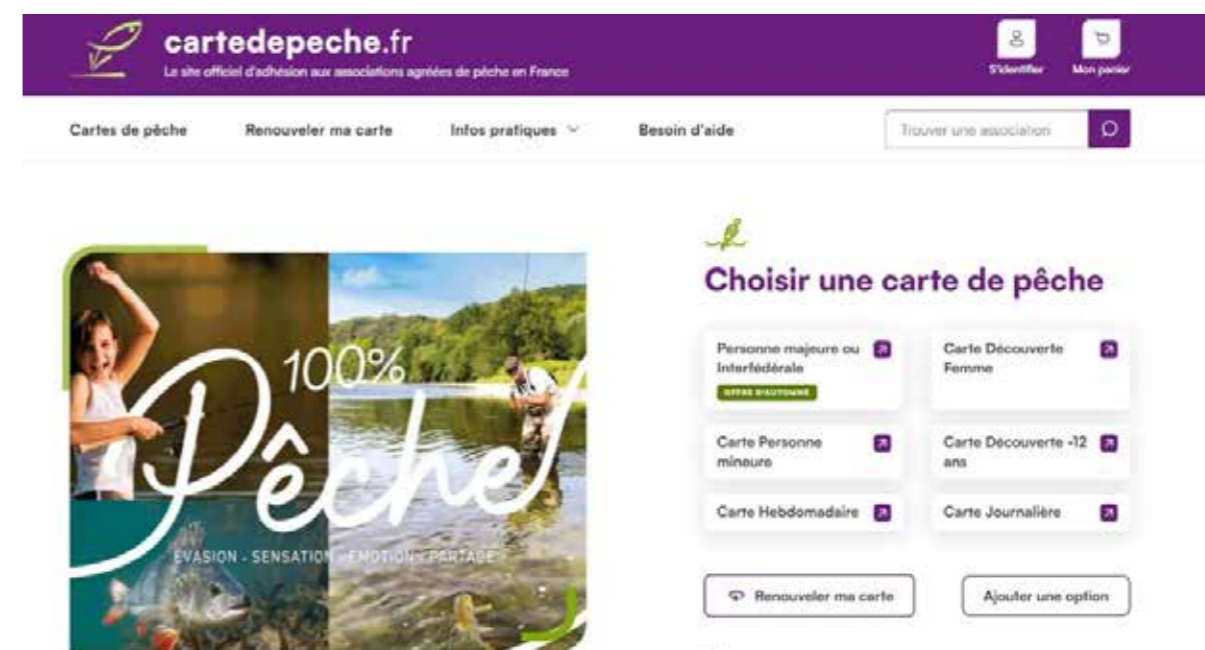 cartedepeche.fr
Le site officiel d'adhésion aux associations agréées de pêche en France
S'identifier
Mon panier
Cartes de pêche
Renouveler ma carte
Infos pratiques
Besoin d'aide
Trouver une association
Choisir une carte de pêche
100%
Pêche
EVASION - SENSATION - EMOTION - PARTAGE
Personne majeure ou
Interfédérale
OFFRE D'AUTOMNE
Carte Découverte
Femme
Carte Personne
mineure
Carte Découverte -12
ans
Carte Hebdomadaire
Carte Journalière
Renouveler ma carte
Ajouter une option